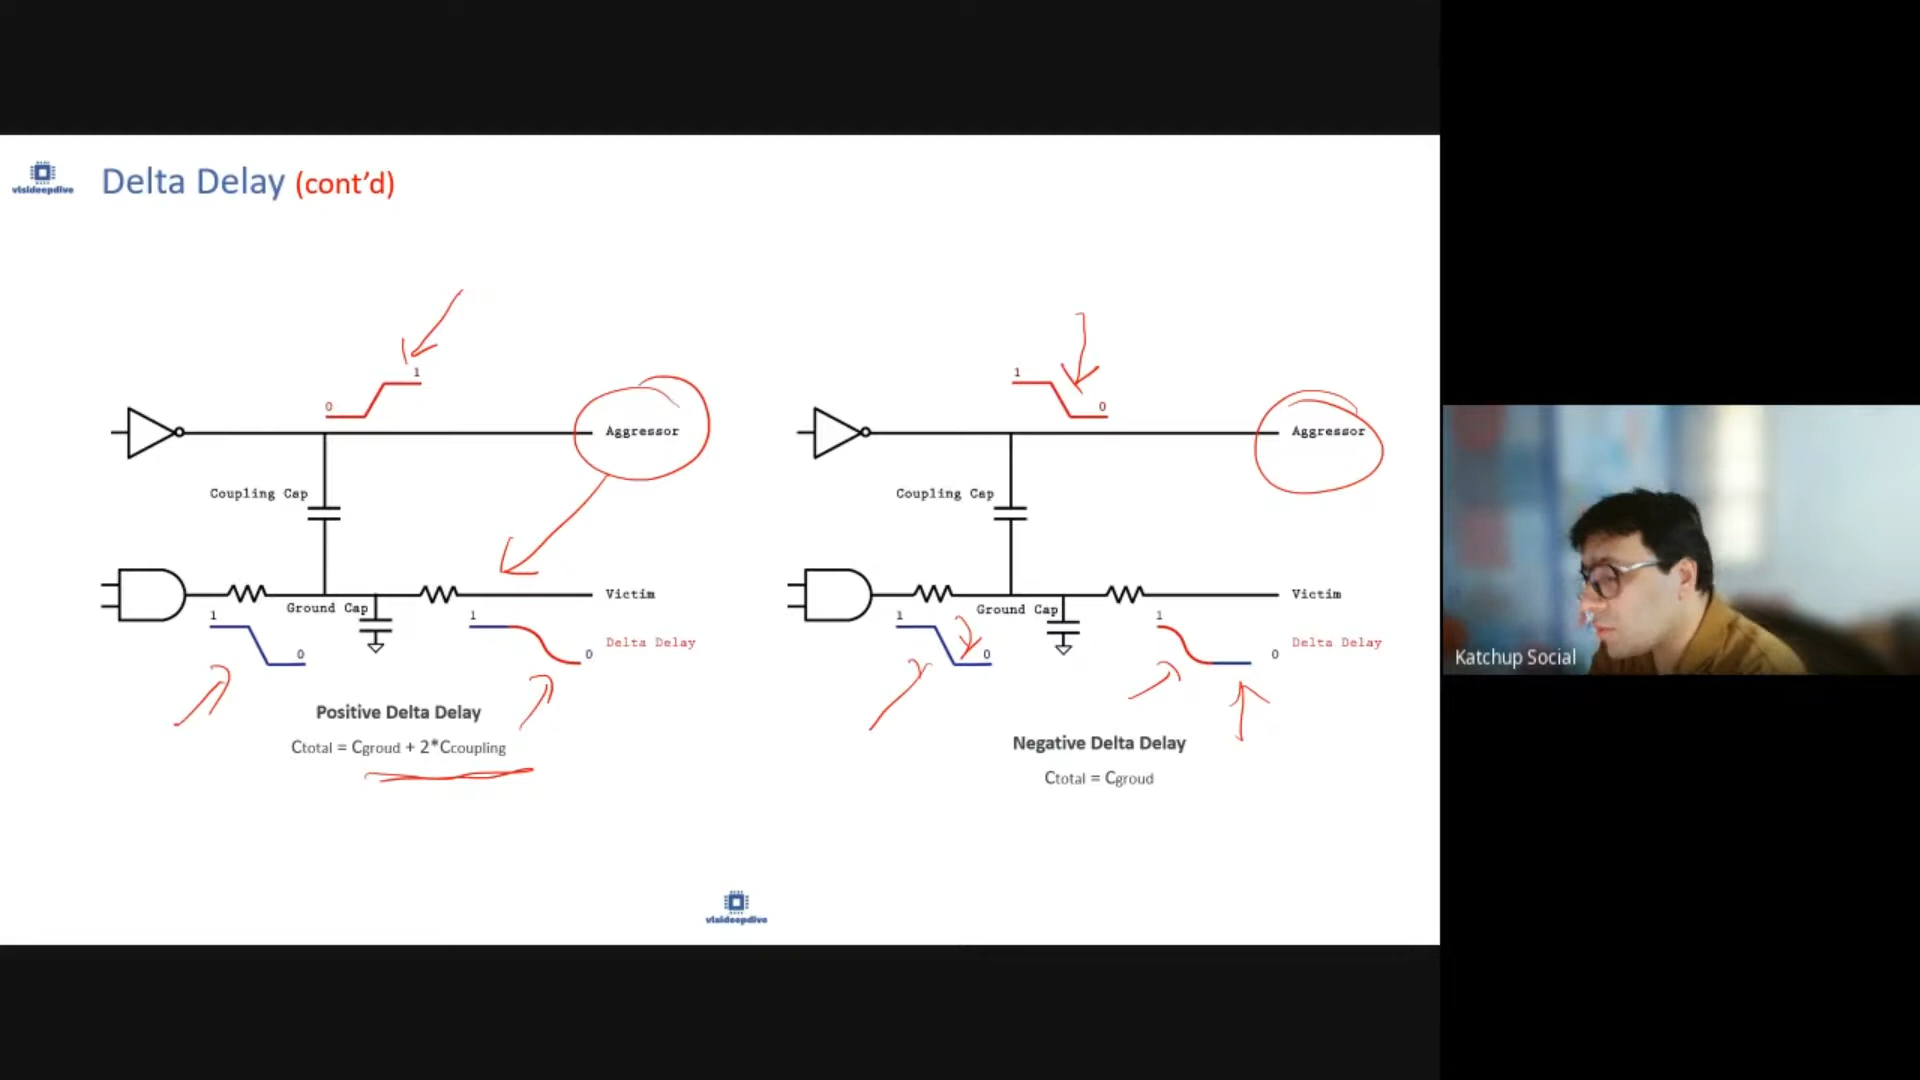 vlsideepdive
Delta Delay (cont'd)
0
1
Aggressor
Coupling Cap
Ground Cap
Victim
1
0
1
0
Delta Delay
Positive Delta Delay
Ctotal = Cgroud + 2*Ccoupling
1
0
Aggressor
Coupling Cap
Ground Cap
Victim
1
0
1
0
Delta Delay
Negative Delta Delay
Ctotal = Cgroud
vlsideepdive
Katchup Social